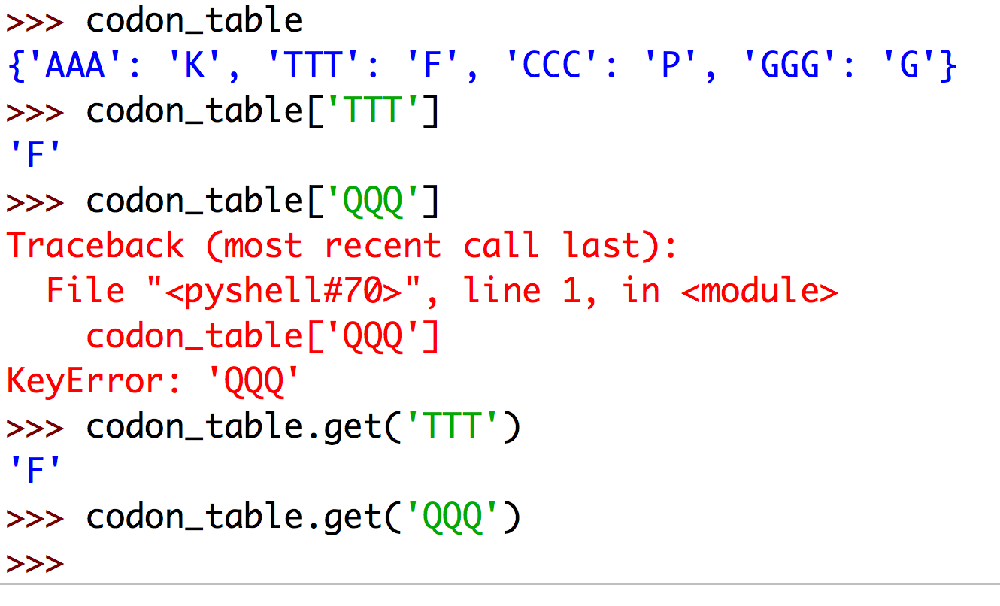 >>> codon_table
{'AAA': 'K', 'TTT': 'F', 'CCC': 'P', 'GGG': 'G'}
>>> codon_table['TTT']
'F'
>>> codon_table['QQQ']
Traceback (most recent call last):
  File "<pyshell#70>", line 1, in <module>
    codon_table['QQQ']
KeyError: 'QQQ'
>>> codon_table.get('TTT')
'F'
>>> codon_table.get('QQQ')
>>>